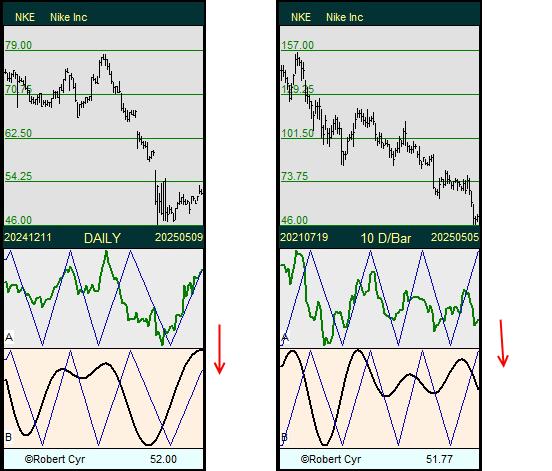 NKE Nike Inc
79.00
70.75
62.50
54.25
46.00
20241211 DAILY 20250509
A
B
©Robert Cyr 52.00
NKE Nike Inc
157.00
129.25
101.50
73.75
46.00
20210719 10 D/Bar 20250505
A
B
©Robert Cyr 51.77